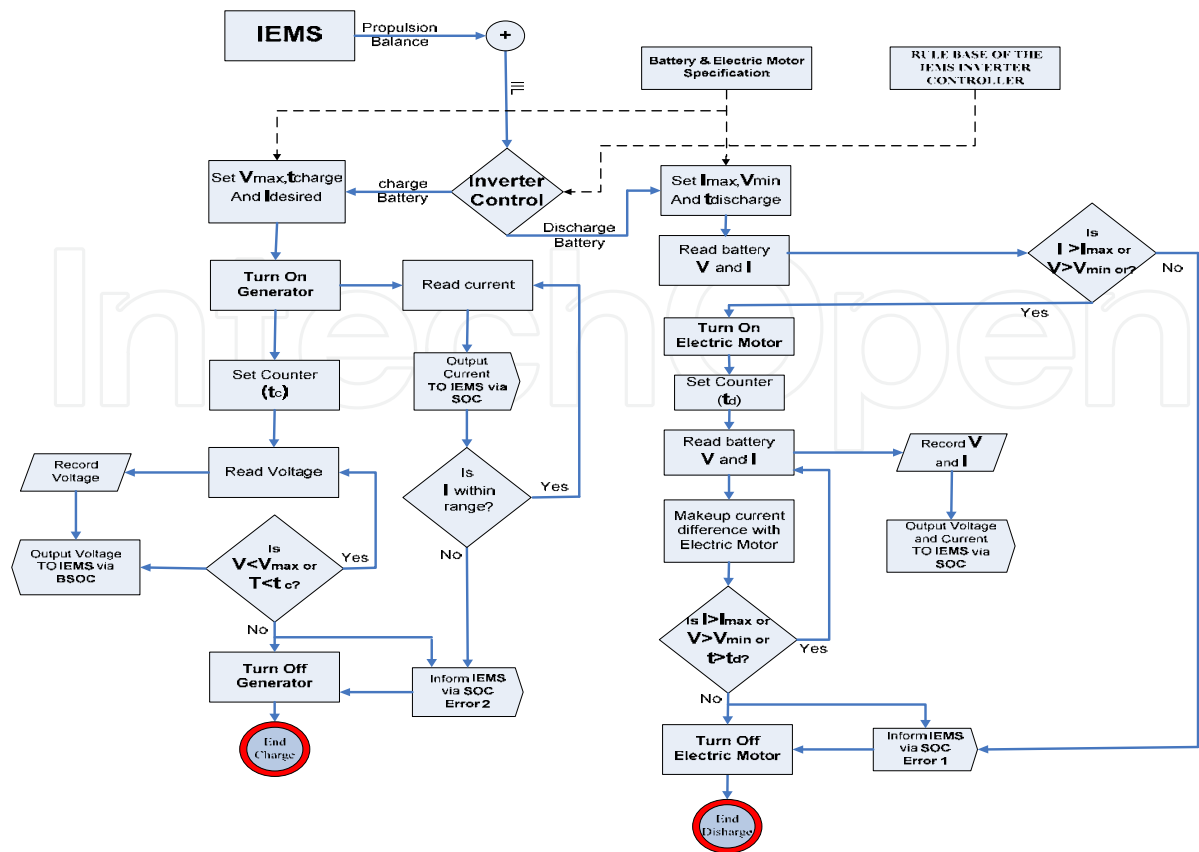 IEMS
Propulsion
Balance
+
Battery & Electric Motor
Specification
RULE BASE OF THE
IEMS INVERTER
CONTROLLER
Set Vmax,tcharge
And Idesired
charge
Battery
Inverter
Control
Discharge
Battery
Set Imax,Vmin
And tdischarge
Is
I >Imax or
V>Vmin or?
No
Yes
Read battery
V and I
Turn On
Generator
Read current
Turn On
Electric Motor
Output
Current
TO IEMS via
SOC
Set Counter
(tc)
Set Counter
(td)
Read battery
V and I
Record V
and I
Record
Voltage
Read Voltage
Is
I within
range?
Yes
No
Makeup current
difference with
Electric Motor
Output Voltage
and Current
TO IEMS via
SOC
Output Voltage
TO IEMS via
BSOC
Is
V<Vmax or
T<tc?
Yes
No
Is I>Imax or
V>Vmin or
t>td?
Yes
No
Turn Off
Generator
Inform IEMS
via SOC
Error 2
End
Charge
Turn Off
Electric Motor
Inform IEMS
via SOC
Error 1
End
Disharge
IntechOpen